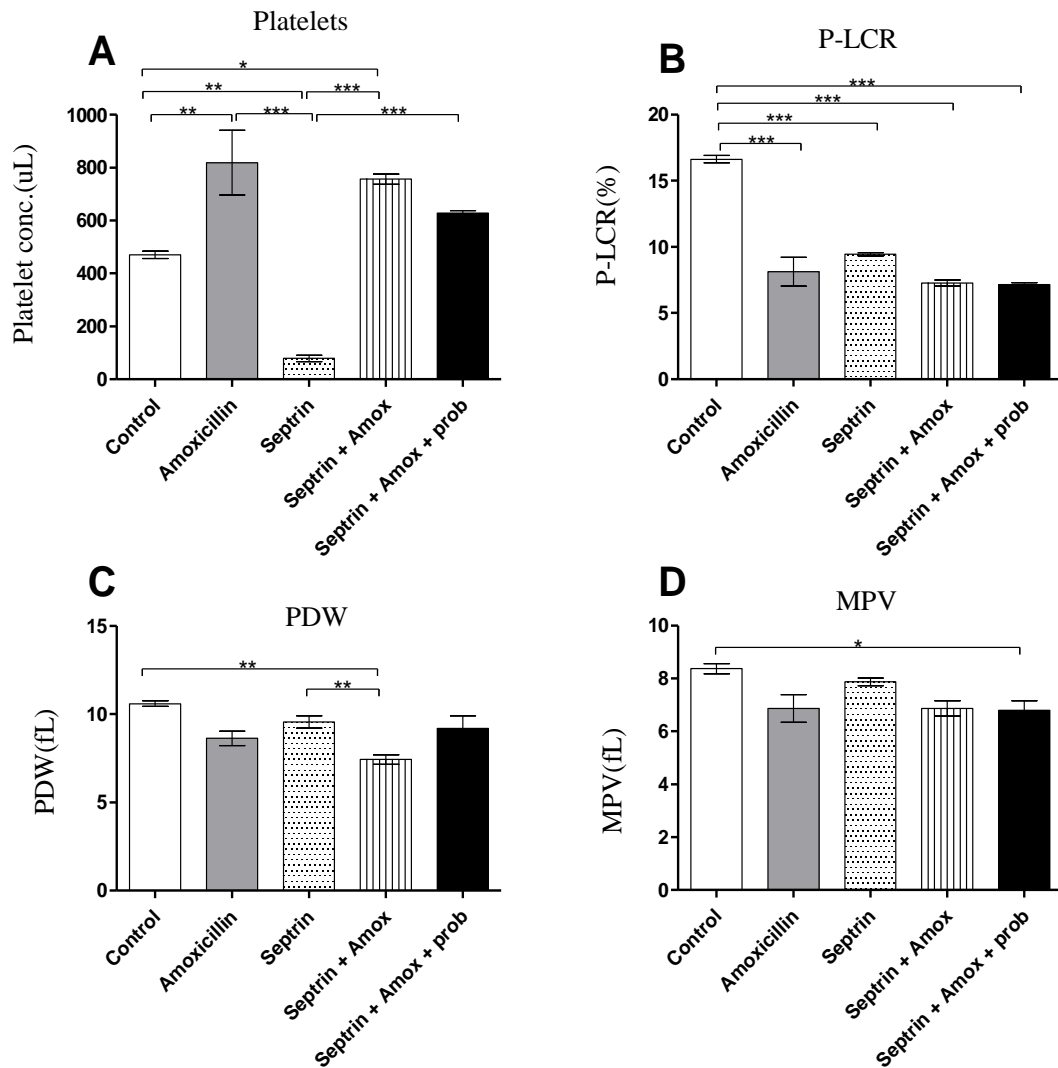 A
Platelets
*
**
***
**
***
***
Platelet conc.(uL)
1000
800
600
400
200
0
Control
Amoxicillin
Septrin
Septrin + Amox
Septrin + Amox + prob
B
P-LCR
***
***
***
***
P-LCR(%)
20
15
10
5
0
Control
Amoxicillin
Septrin
Septrin + Amox
Septrin + Amox + prob
C
PDW
**
**
PDW(fL)
15
10
5
0
Control
Amoxicillin
Septrin
Septrin + Amox
Septrin + Amox + prob
D
MPV
*
MPV(fL)
10
8
6
4
2
0
Control
Amoxicillin
Septrin
Septrin + Amox
Septrin + Amox + prob